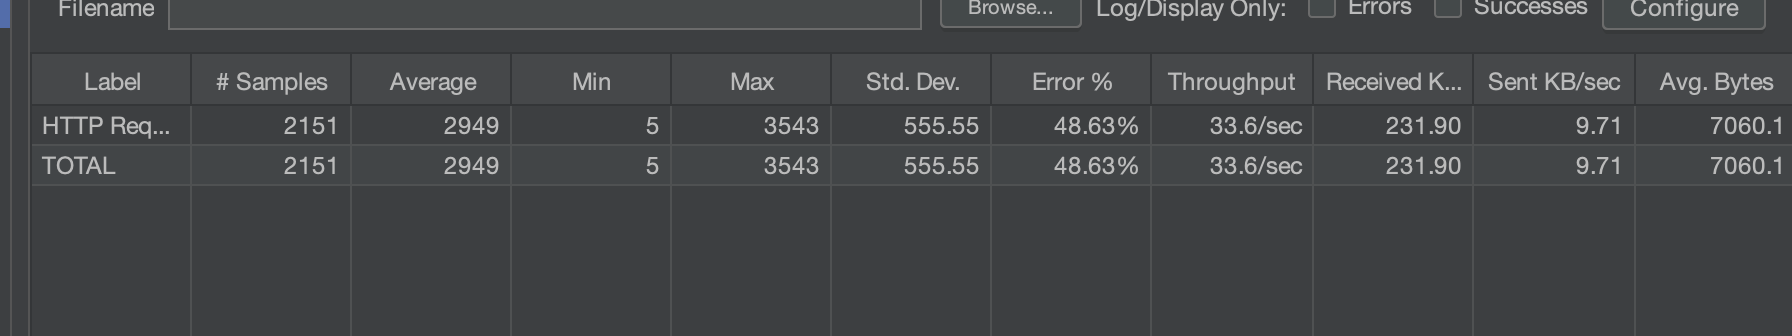 Filename Browse... Log/Display Only: Errors Successes Configure
Label # Samples Average Min Max Std. Dev. Error % Throughput Received K... Sent KB/sec Avg. Bytes
HTTP Req... 2151 2949 5 3543 555.55 48.63% 33.6/sec 231.90 9.71 7060.1
TOTAL 2151 2949 5 3543 555.55 48.63% 33.6/sec 231.90 9.71 7060.1